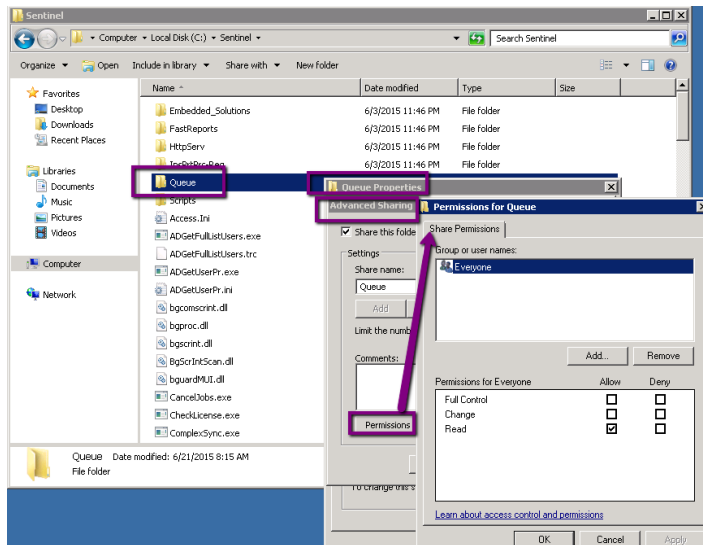 Sentinel
Computer Local Disk (C:) Sentinel
Search Sentinel
Organize Open Include in library Share with New folder
Favorites
Desktop
Downloads
Recent Places
Libraries
Documents
Music
Pictures
Videos
Computer
Network
Name Date modified Type Size
Embedded_Solutions 6/3/2015 11:46 PM File folder
FastReports 6/3/2015 11:46 PM File folder
HttpServ 6/3/2015 11:46 PM File folder
6/3/2015 11:46 PM File folder
Queue
Scripts
Access.Ini
ADGetFullListUsers.exe
ADGetFullListUsers.trc
ADGetUserPr.exe
ADGetUserPr.ini
bgcomscrint.dll
bgproc.dll
bgscrint.dll
BgScrIntScan.dll
bguardMUI.dll
CancelJobs.exe
CheckLicense.exe
ComplexSync.exe
Queue Date modified: 6/21/2015 8:15 AM
File folder
Queue Properties
Advanced Sharing
Share this folde
Settings
Share name:
Queue
Add
Limit the numb
Comments:
Permissions
To change this s
Permissions for Queue
Share Permissions
Group or user names:
Everyone
Add... Remove
Permissions for Everyone Allow Deny
Full Control
Change
Read
Learn about access control and permissions
OK Cancel Apply